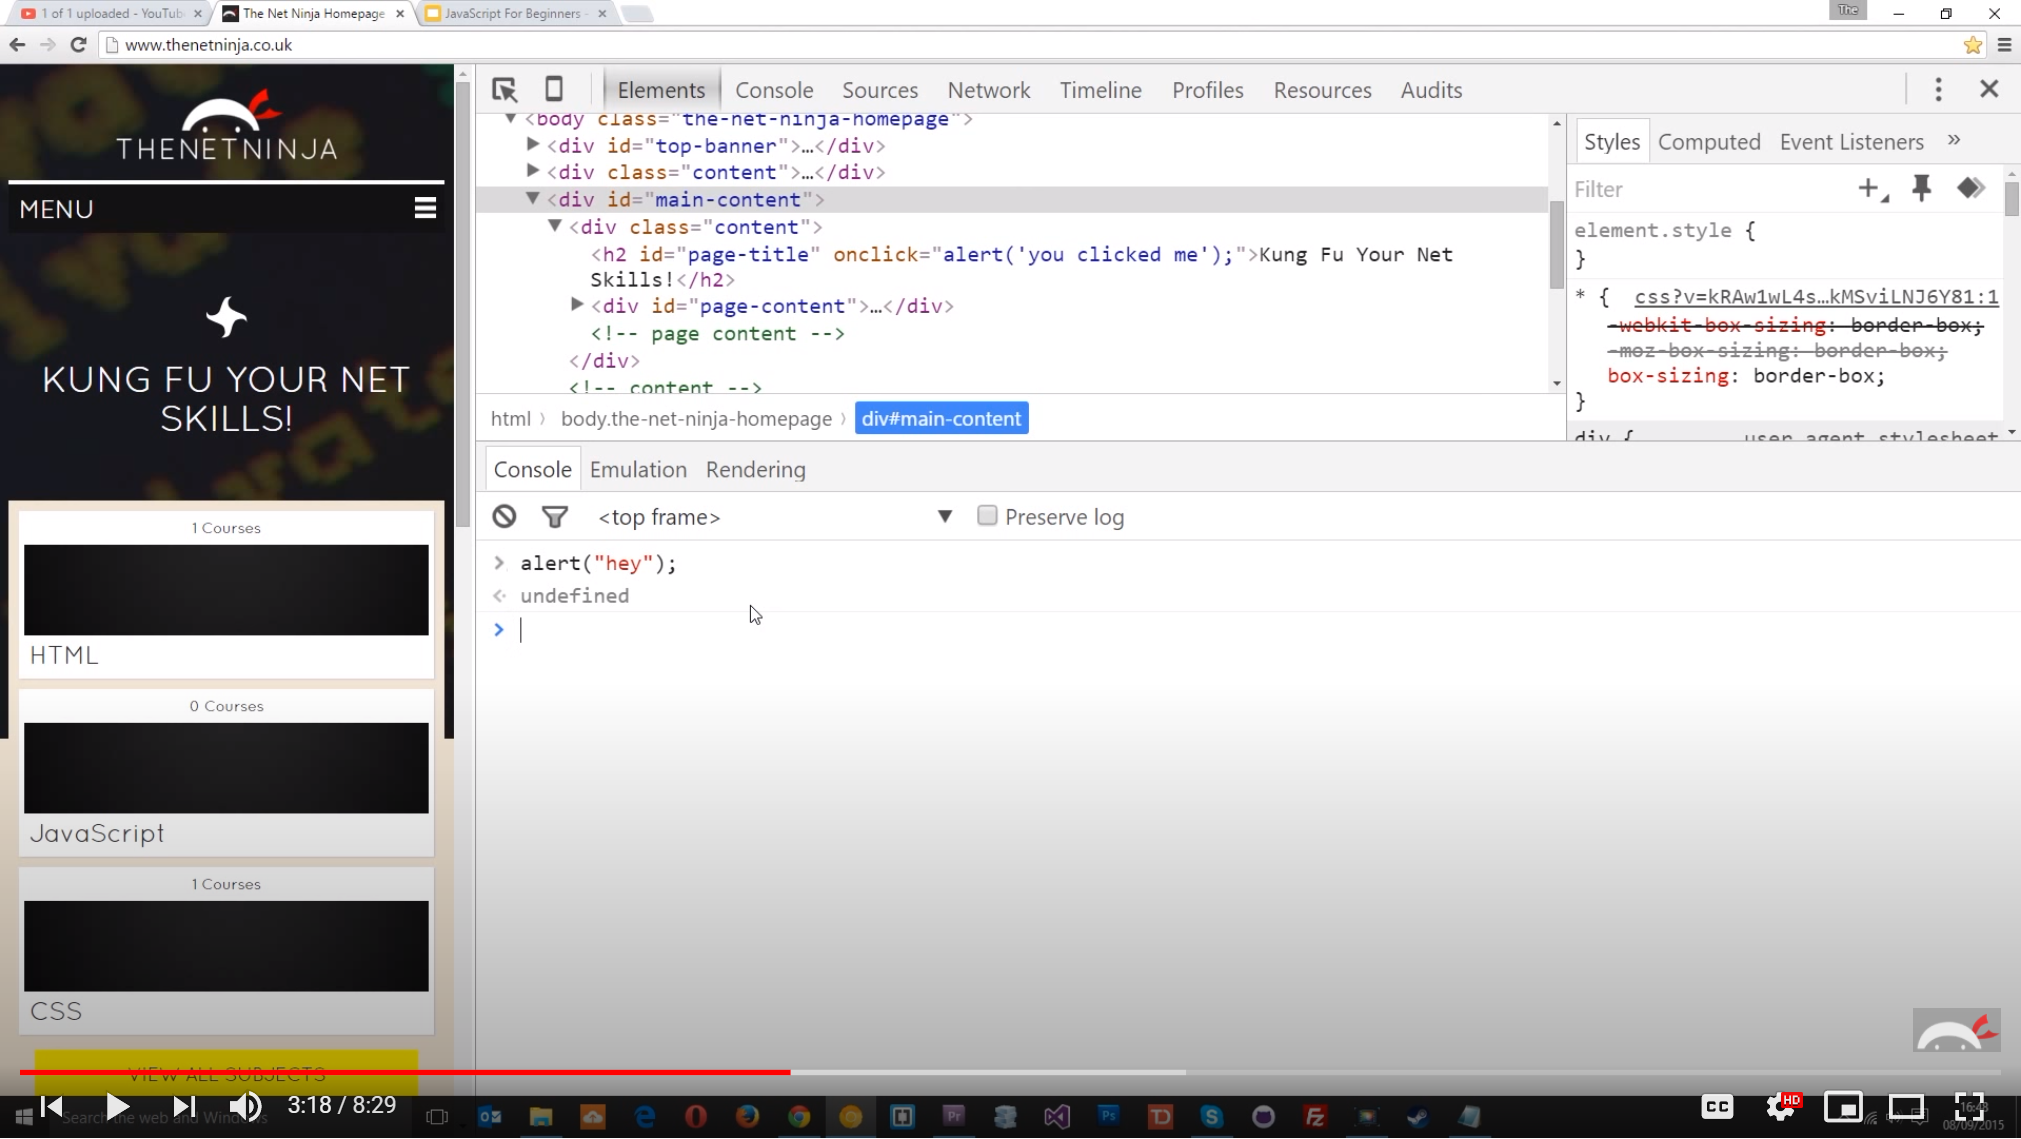 1 of 1 uploaded - YouTub
The Net Ninja Homepage
JavaScript For Beginners -
The
www.thenetninja.co.uk
THENETNINJA
MENU
KUNG FU YOUR NET
SKILLS!
1 Courses
HTML
0 Courses
JavaScript
1 Courses
CSS
VIEW ALL SUBJECTS
Elements Console Sources Network Timeline Profiles Resources Audits
<body class="the-net-ninja-homepage">
<div id="top-banner">…</div>
<div class="content">…</div>
<div id="main-content">
<div class="content">
<h2 id="page-title" onclick="alert('you clicked me');">Kung Fu Your Net
Skills!</h2>
<div id="page-content">…</div>
<!-- page content -->
</div>
<!-- content -->
html body.the-net-ninja-homepage div#main-content
Styles Computed Event Listeners »
Filter
element.style {
}
* { css?v=kRAw1wL4s…kMSviLNJ6Y81:1
-webkit-box-sizing: border-box;
-moz-box-sizing: border-box;
box-sizing: border-box;
}
div { user agent stylesheet
Console Emulation Rendering
<top frame> Preserve log
> alert("hey");
undefined
>
3:18 / 8:29
Search the web and Windows
CC HD
16:43
08/09/2015